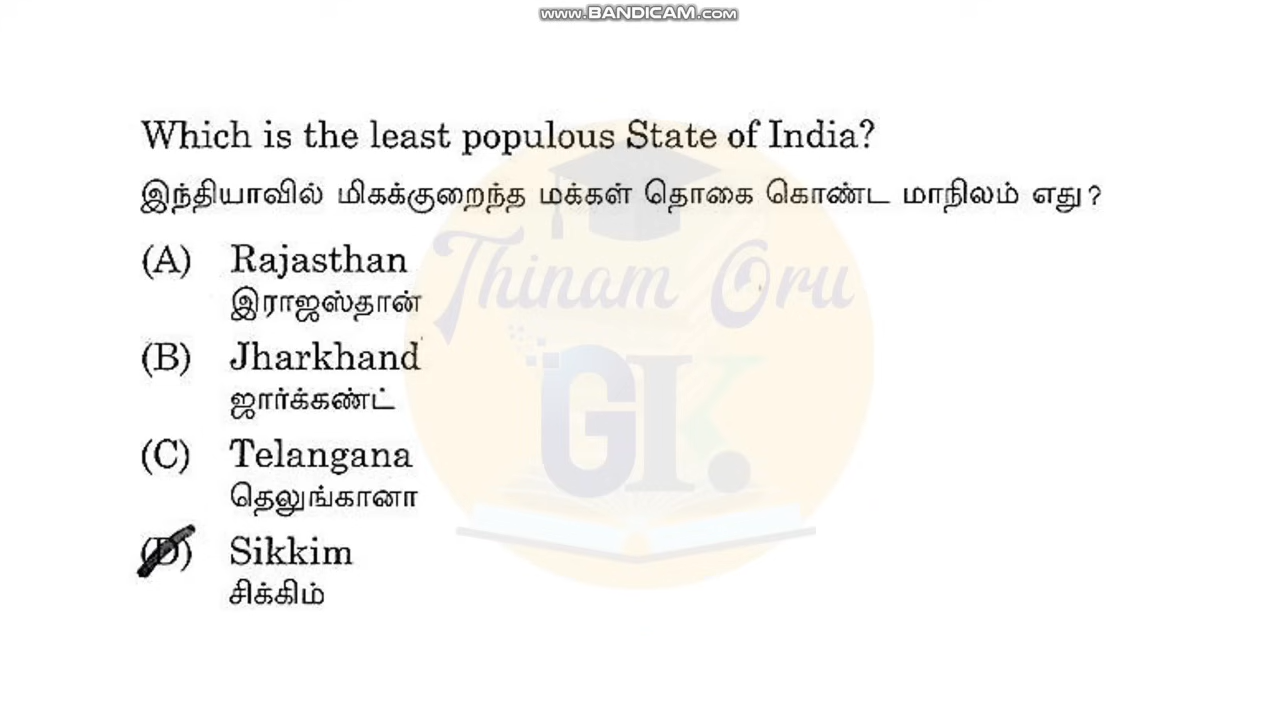 www.BANDICAM.com
Which is the least populous State of India?
இந்தியாவில் மிகக்குறைந்த மக்கள் தொகை கொண்ட மாநிலம் எது?
Thinam Oru
GK.
(A) Rajasthan
இராஜஸ்தான்
(B) Jharkhand
ஜார்க்கண்ட்
(C) Telangana
தெலுங்கானா
(D) Sikkim
சிக்கிம்